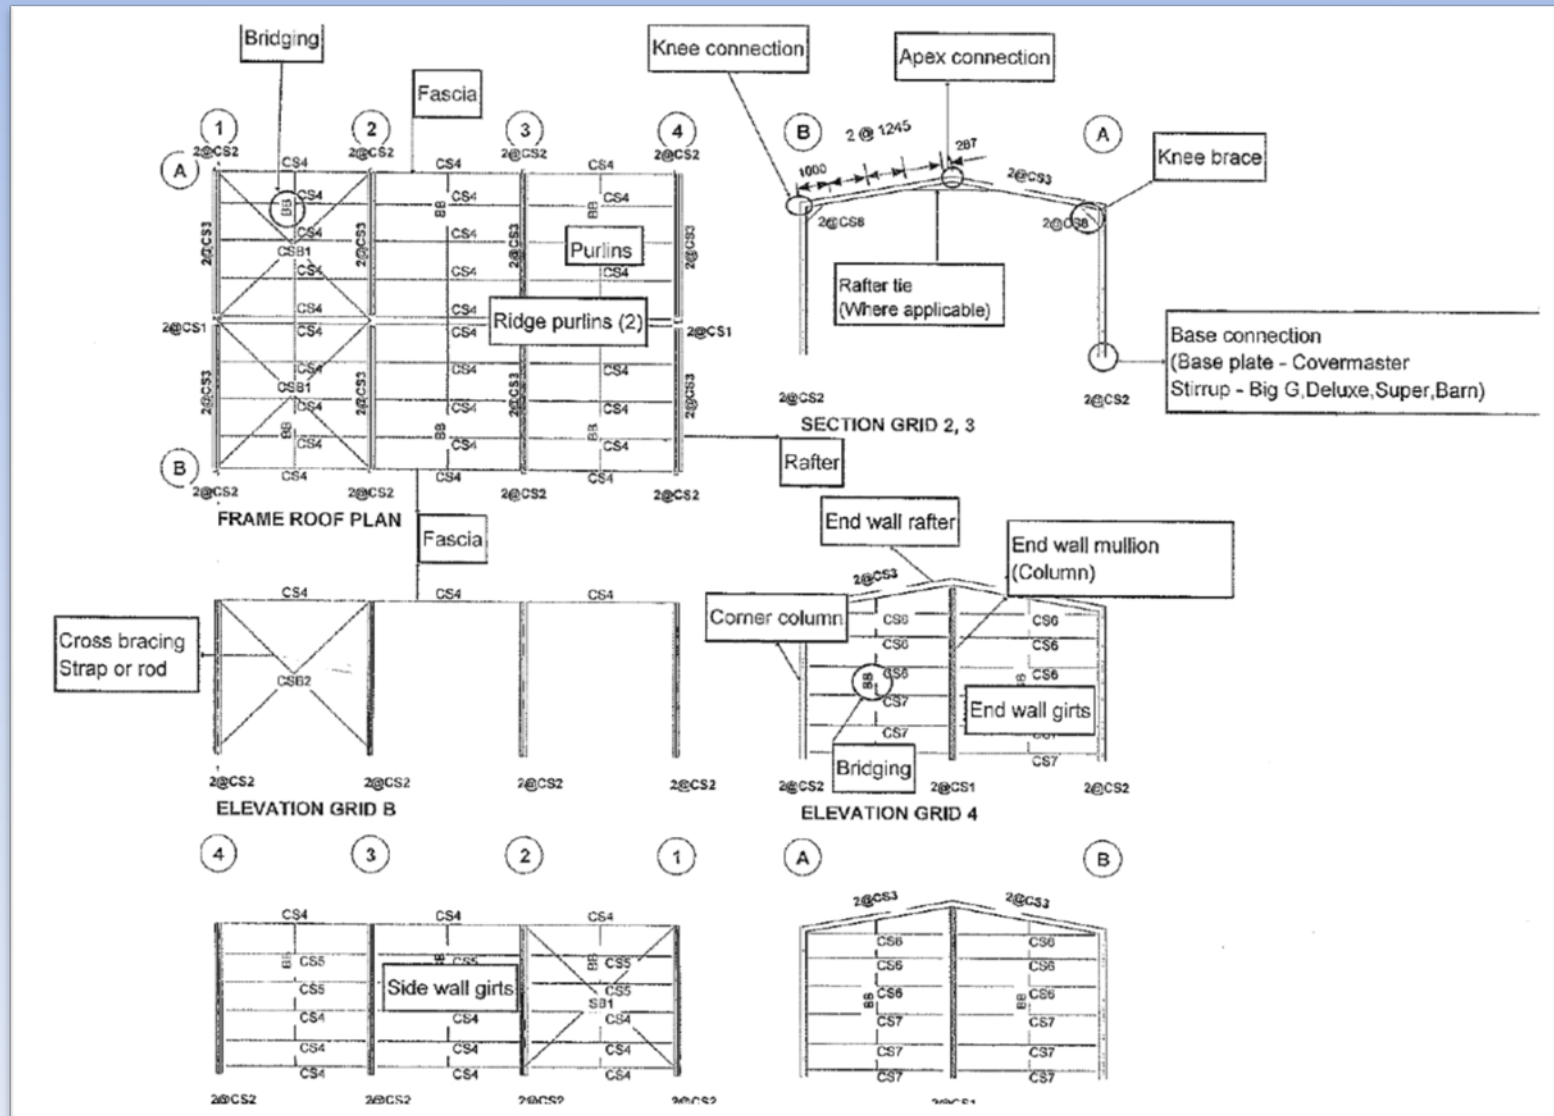 Bridging
Fascia
Knee connection
Apex connection
1 2 3 4
2@CS2 2@CS2 2@CS2 2@CS2
A
CS4 CS4 CS4
BB CS4 BB CS4 BB
2@CS3 2@CS3 2@CS3 2@CS3
CS4 CS4
CSB1
Purlins
CS4 CS4 CS4
CS4 CS4
Ridge purlins (2)
2@CS1 2@CS1
CS4 CS4 CS4
CS4 CS4 CS4
2@CS3 2@CS3 2@CS3 2@CS3
CSB1
CS4 CS4 CS4
BB BB BB
CS4 CS4 CS4
B
CS4 CS4 CS4
2@CS2 2@CS2 2@CS2 2@CS2
FRAME ROOF PLAN
Rafter
B A
2 @ 1245
1000 287
2@CS3
Knee brace
2@CS8 2@CS8
Rafter tie
(Where applicable)
Base connection
(Base plate - Covermaster
Stirrup - Big G,Deluxe,Super,Barn)
2@CS2 2@CS2
SECTION GRID 2, 3
Fascia
CS4 CS4 CS4
Cross bracing
Strap or rod
CSB2
2@CS2 2@CS2 2@CS2 2@CS2
ELEVATION GRID B
End wall rafter
End wall mullion
(Column)
2@CS3
Corner column
CS6 CS6
CS6 CS6
BB CS6 CS6
CS7
End wall girts
CS7
Bridging
CS7
2@CS2 2@CS1 2@CS2
ELEVATION GRID 4
4 3 2 1
CS4 CS4 CS4
BB CS5 BB CS5 BB CS5
CS5 CS5
Side wall girts
SB1
CS4 CS4 CS4
CS4 CS4 CS4
CS4 CS4 CS4
2@CS2 2@CS2 2@CS2 2@CS2
A B
2@CS3 2@CS3
CS6 CS6
CS6 CS6
BB CS6 BB CS6
CS7 CS7
CS7 CS7
CS7 CS7
2@CS1